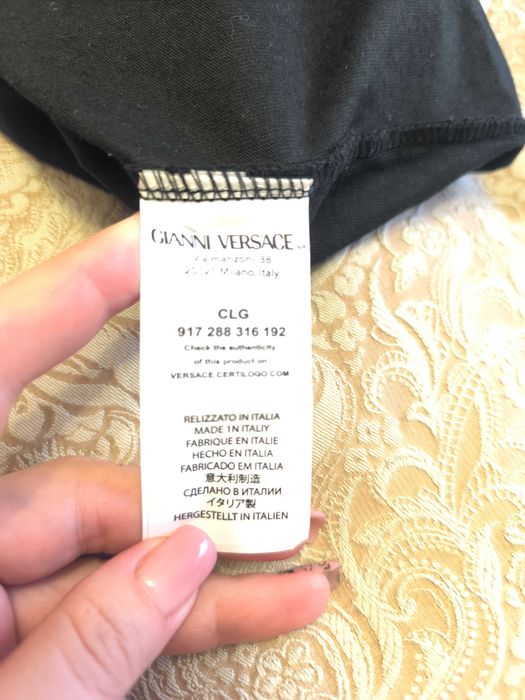 GIANNI VERSACE
Via manzoni 38
20121 Milano, Italy
CLG
917 288 316 192
Check the authenticity
of this product on
VERSACE.CERTILOGO.COM
RELIZZATO IN ITALIA
MADE 1N ITALIY
FABRIQUE EN ITALIE
HECHO EN ITALIA
FABRICADO EM ITALIA
意大利制造
СДЕЛАНО В ИТАЛИИ
イタリア製
HERGESTELLT IN ITALIEN